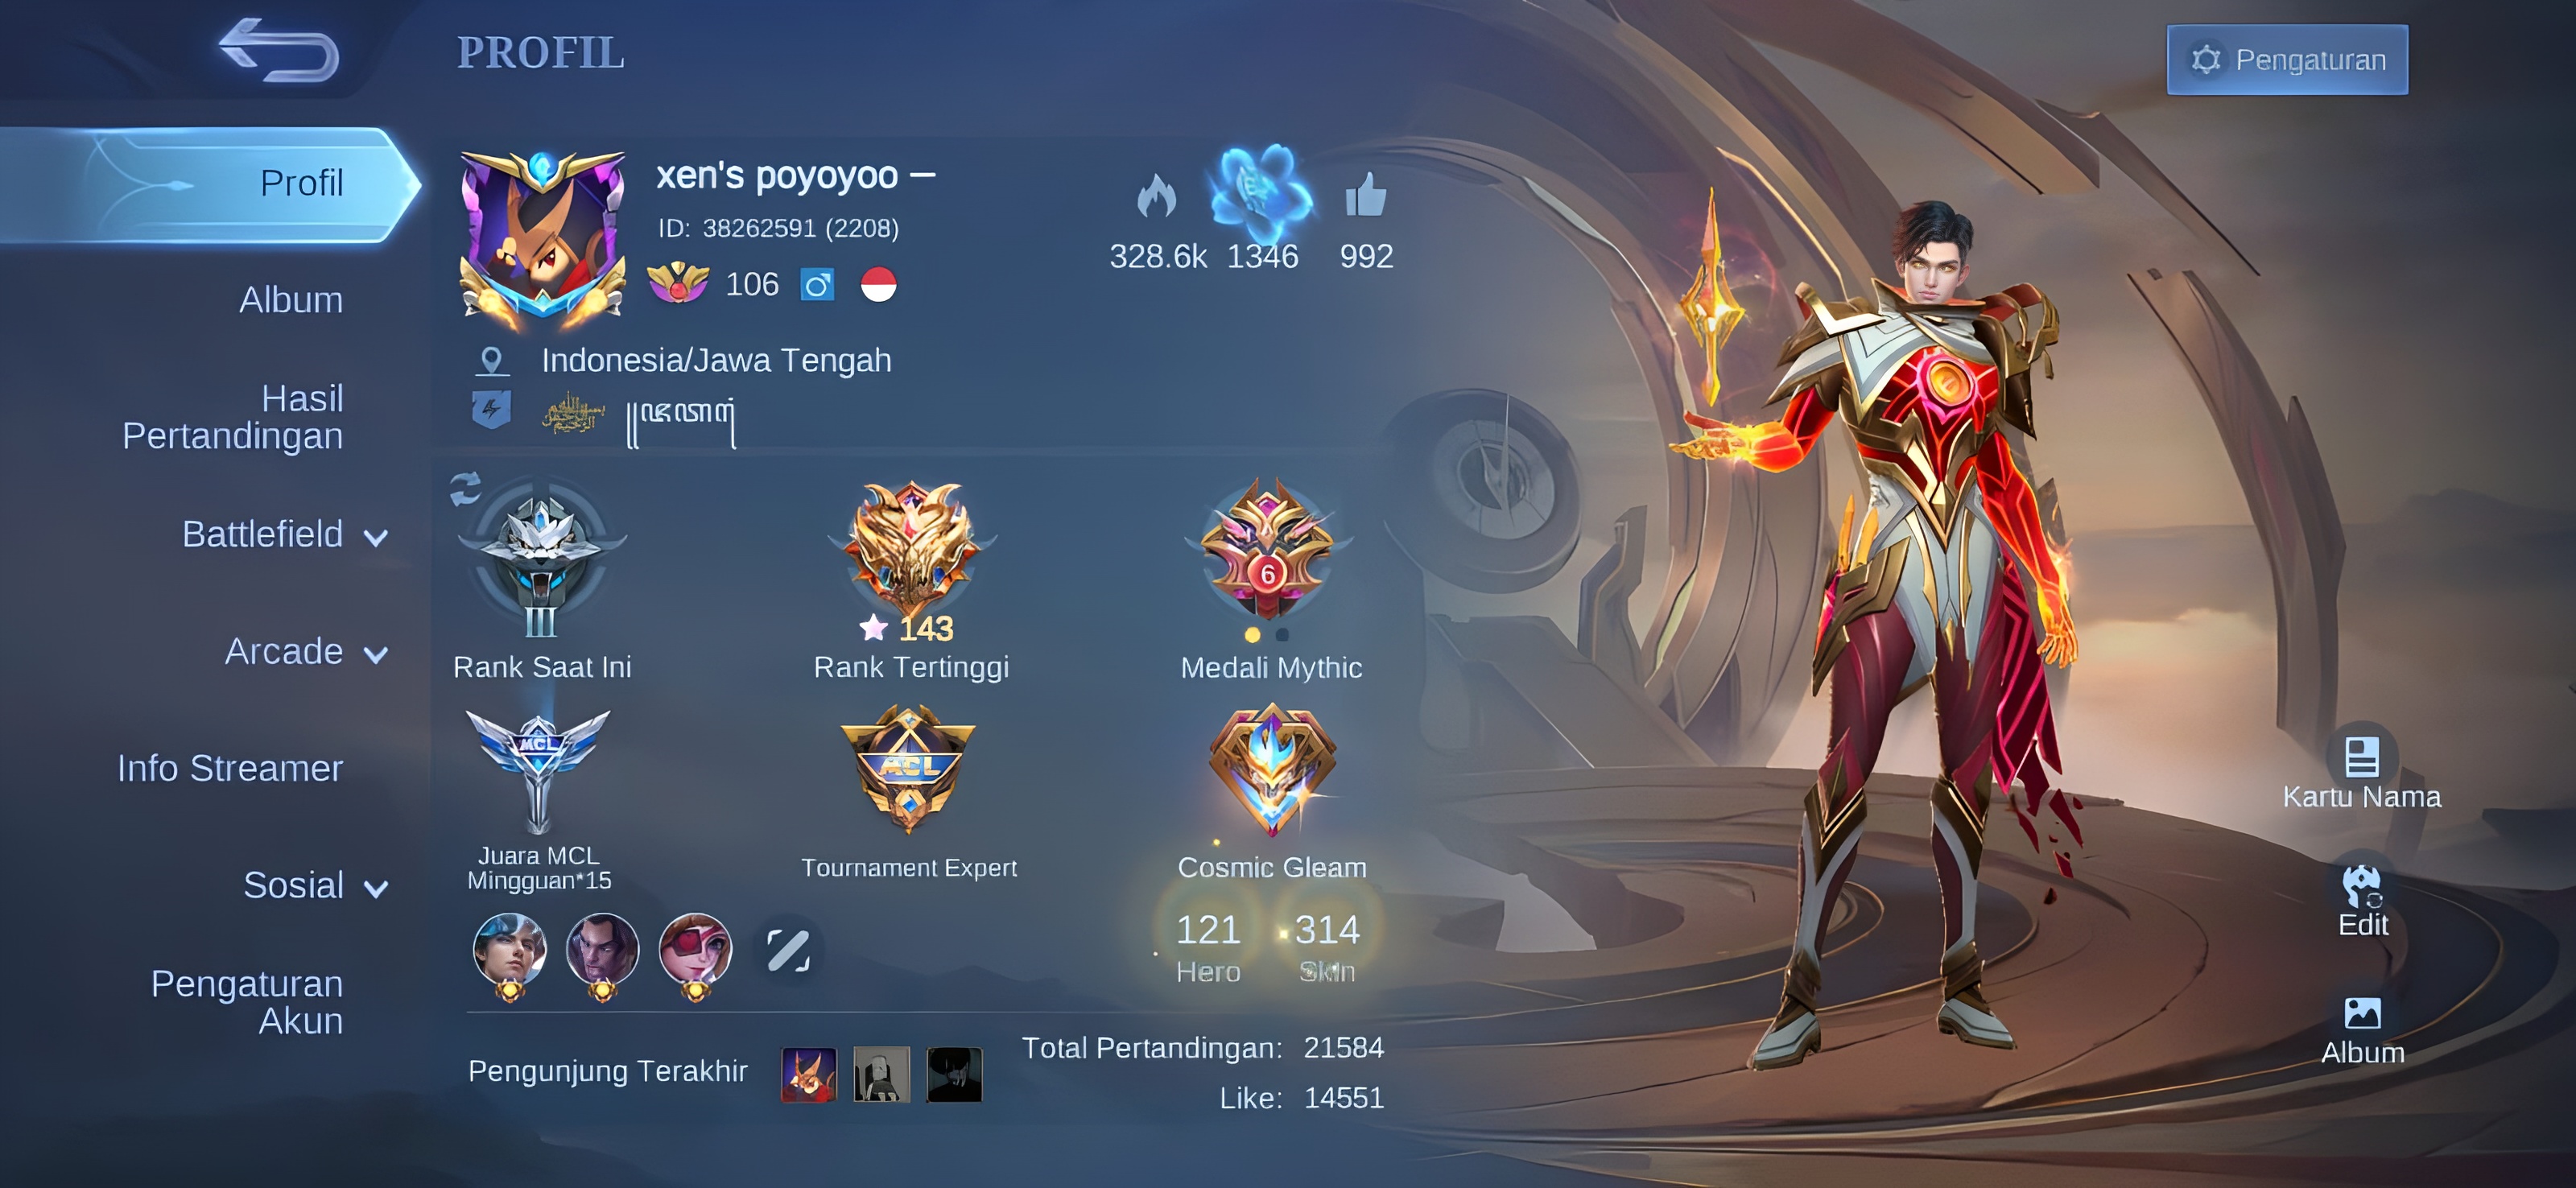 PROFIL
Pengaturan
Profil
Album
Hasil
Pertandingan
Battlefield
Arcade
Info Streamer
Sosial
Pengaturan
Akun
xen's poyoyoo —
ID: 38262591 (2208)
106
328.6k 1346 992
Indonesia/Jawa Tengah
III
143
6
Rank Saat Ini
Rank Tertinggi
Medali Mythic
MCL
MCL
Juara MCL
Mingguan*15
Tournament Expert
Cosmic Gleam
121 314
Hero Skin
Pengunjung Terakhir
Total Pertandingan: 21584
Like: 14551
Kartu Nama
Edit
Album